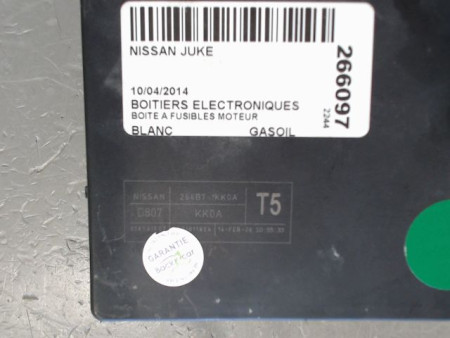 NISSAN JUKE
10/04/2014
BOITIERS ELECTRONIQUES
BOITE A FUSIBLES MOTEUR
BLANC GASOIL
266097
2244
NISSAN
T5
KK0A
GARANTIE